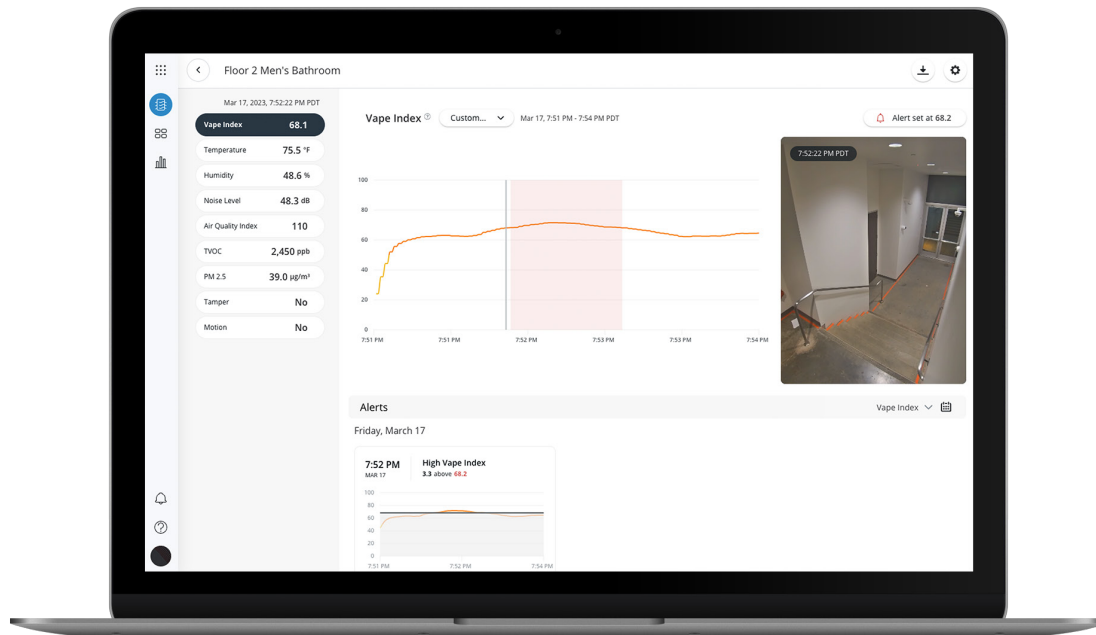 Floor 2 Men's Bathroom
Mar 17, 2023, 7:52:22 PM PDT
Vape Index 68.1
Temperature 75.5 °F
Humidity 48.6 %
Noise Level 48.3 dB
Air Quality Index 110
TVOC 2,450 ppb
PM 2.5 39.0 µg/m³
Tamper No
Motion No
Vape Index ? Custom... Mar 17, 7:51 PM - 7:54 PM PDT
Alert set at 68.2
7:52:22 PM PDT
100
80
60
40
20
0
7:51 PM 7:51 PM 7:52 PM 7:53 PM 7:53 PM 7:54 PM
Alerts
Vape Index
Friday, March 17
7:52 PM
MAR 17
High Vape Index
3.3 above 68.2
100
80
60
40
20
0
7:51 PM 7:52 PM 7:54 PM